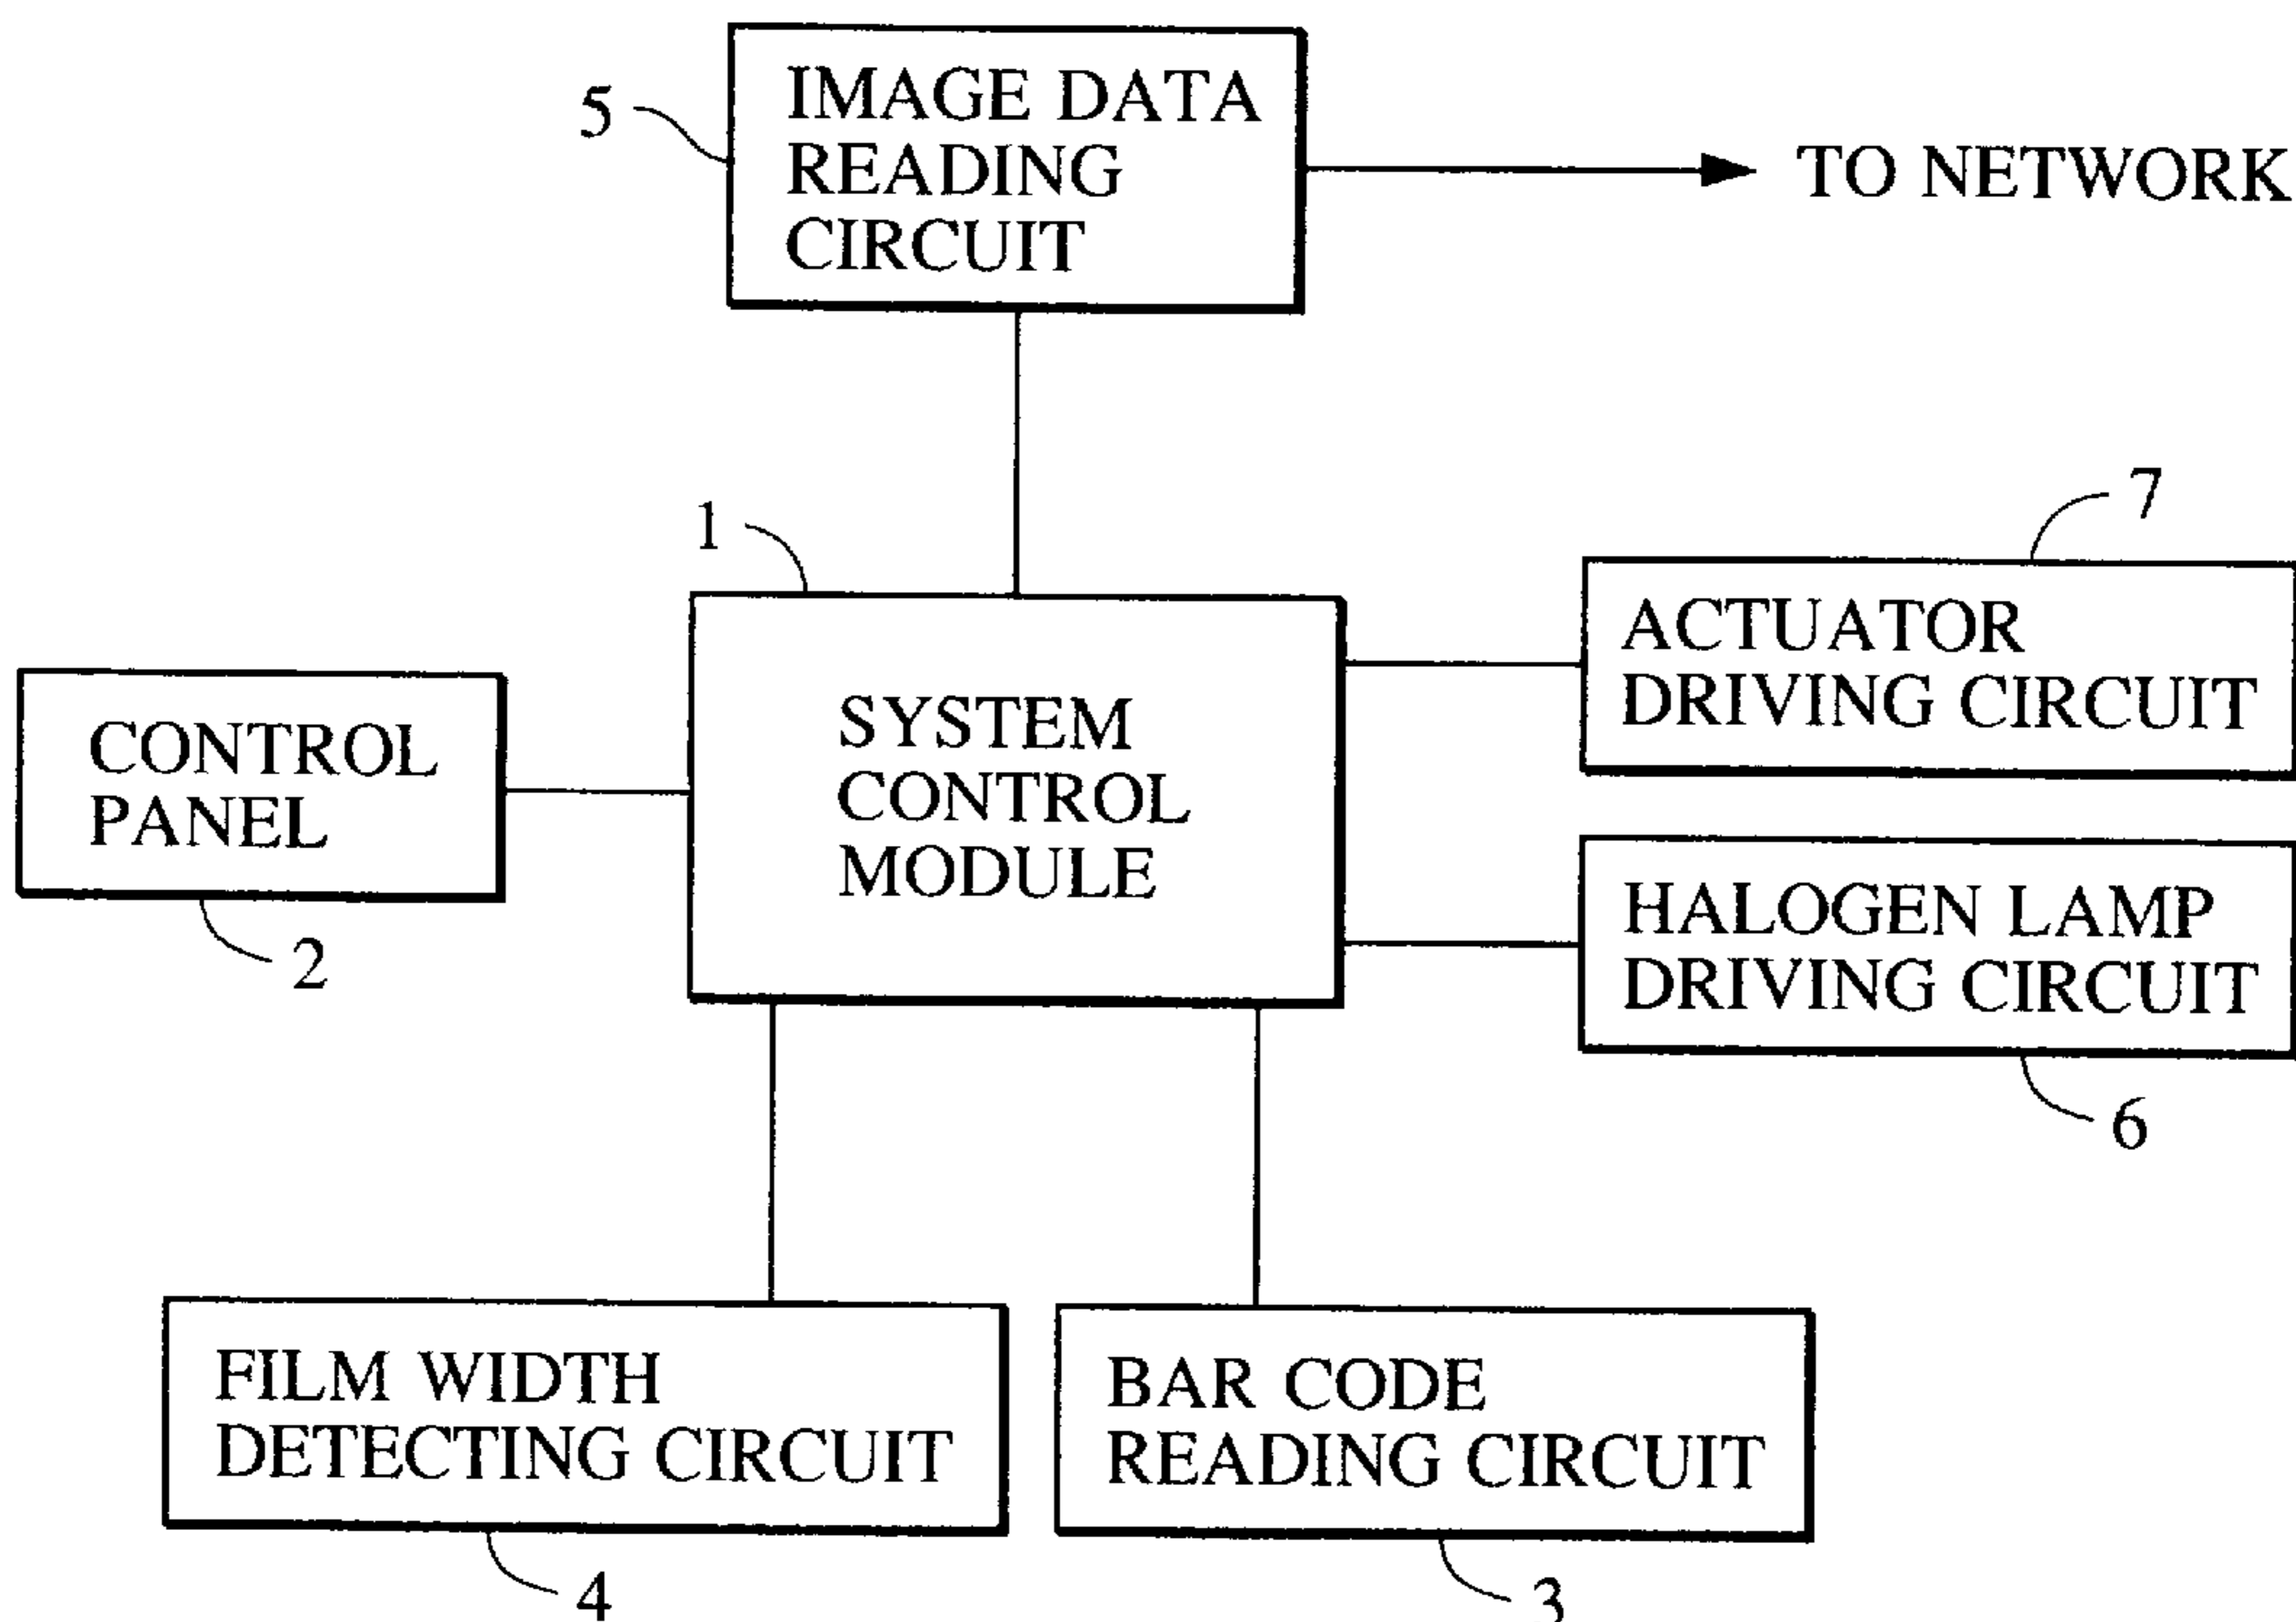 5
IMAGE DATA
READING
CIRCUIT
TO NETWORK
1
7
SYSTEM
CONTROL
MODULE
ACTUATOR
DRIVING CIRCUIT
CONTROL
PANEL
2
HALOGEN LAMP
DRIVING CIRCUIT
6
FILM WIDTH
DETECTING CIRCUIT
4
BAR CODE
READING CIRCUIT
3